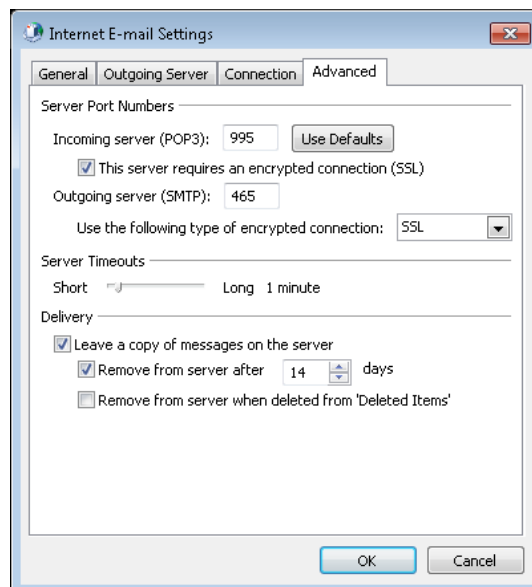 Internet E-mail Settings
General Outgoing Server Connection Advanced
Server Port Numbers
Incoming server (POP3): 995 Use Defaults
This server requires an encrypted connection (SSL)
Outgoing server (SMTP): 465
Use the following type of encrypted connection: SSL
Server Timeouts
Short Long 1 minute
Delivery
Leave a copy of messages on the server
Remove from server after 14 days
Remove from server when deleted from 'Deleted Items'
OK Cancel